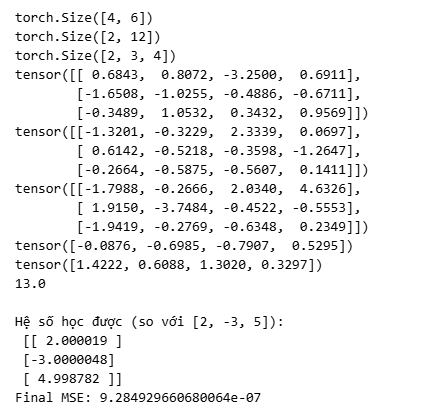 torch.Size([4, 6])
torch.Size([2, 12])
torch.Size([2, 3, 4])
tensor([[ 0.6843,  0.8072, -3.2500,  0.6911],
        [-1.6508, -1.0255, -0.4886, -0.6711],
        [-0.3489,  1.0532,  0.3432,  0.9569]])
tensor([[-1.3201, -0.3229,  2.3339,  0.0697],
        [ 0.6142, -0.5218, -0.3598, -1.2647],
        [-0.2664, -0.5875, -0.5607,  0.1411]])
tensor([[-1.7988, -0.2666,  2.0340,  4.6326],
        [ 1.9150, -3.7484, -0.4522, -0.5553],
        [-1.9419, -0.2769, -0.6348,  0.2349]])
tensor([-0.0876, -0.6985, -0.7907,  0.5295])
tensor([1.4222, 0.6088, 1.3020, 0.3297])
13.0

Hệ số học được (so với [2, -3, 5]):
 [[ 2.000019 ]
 [-3.0000048]
 [ 4.998782 ]]
Final MSE: 9.284929660680064e-07